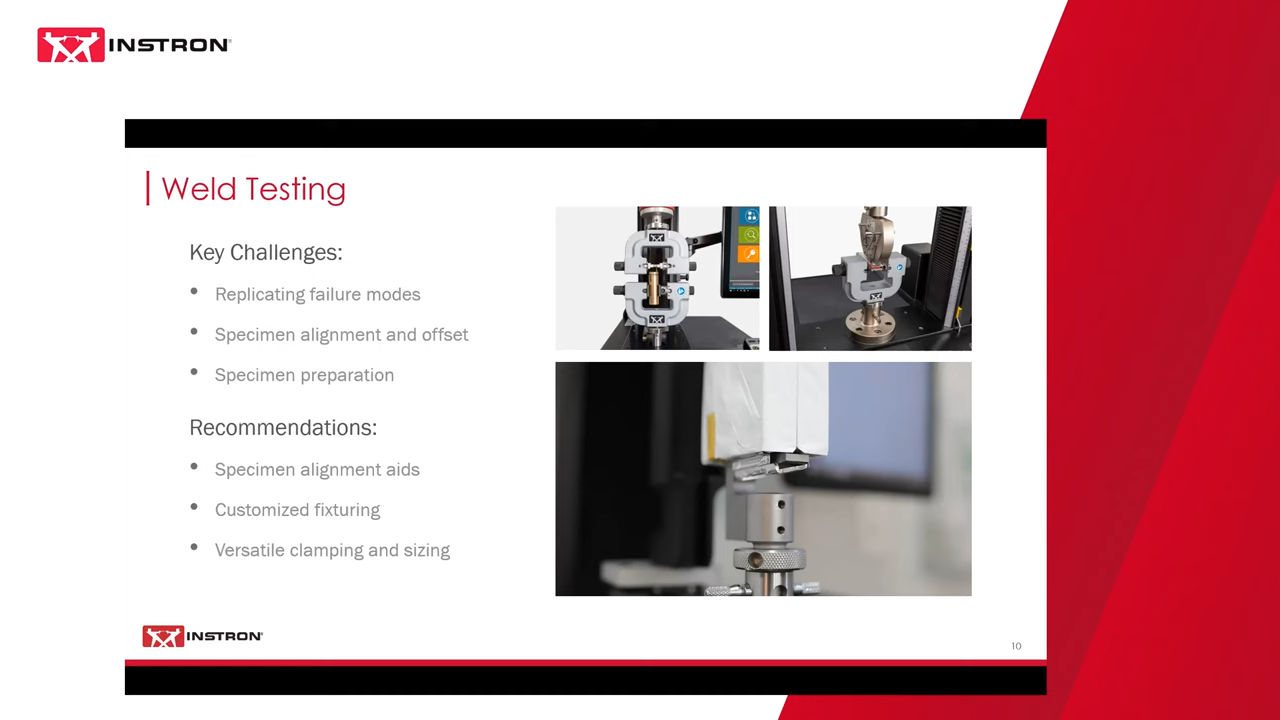 INSTRON®
Weld Testing
Key Challenges:
• Replicating failure modes
• Specimen alignment and offset
• Specimen preparation
Recommendations:
• Specimen alignment aids
• Customized fixturing
• Versatile clamping and sizing
INSTRON®
10